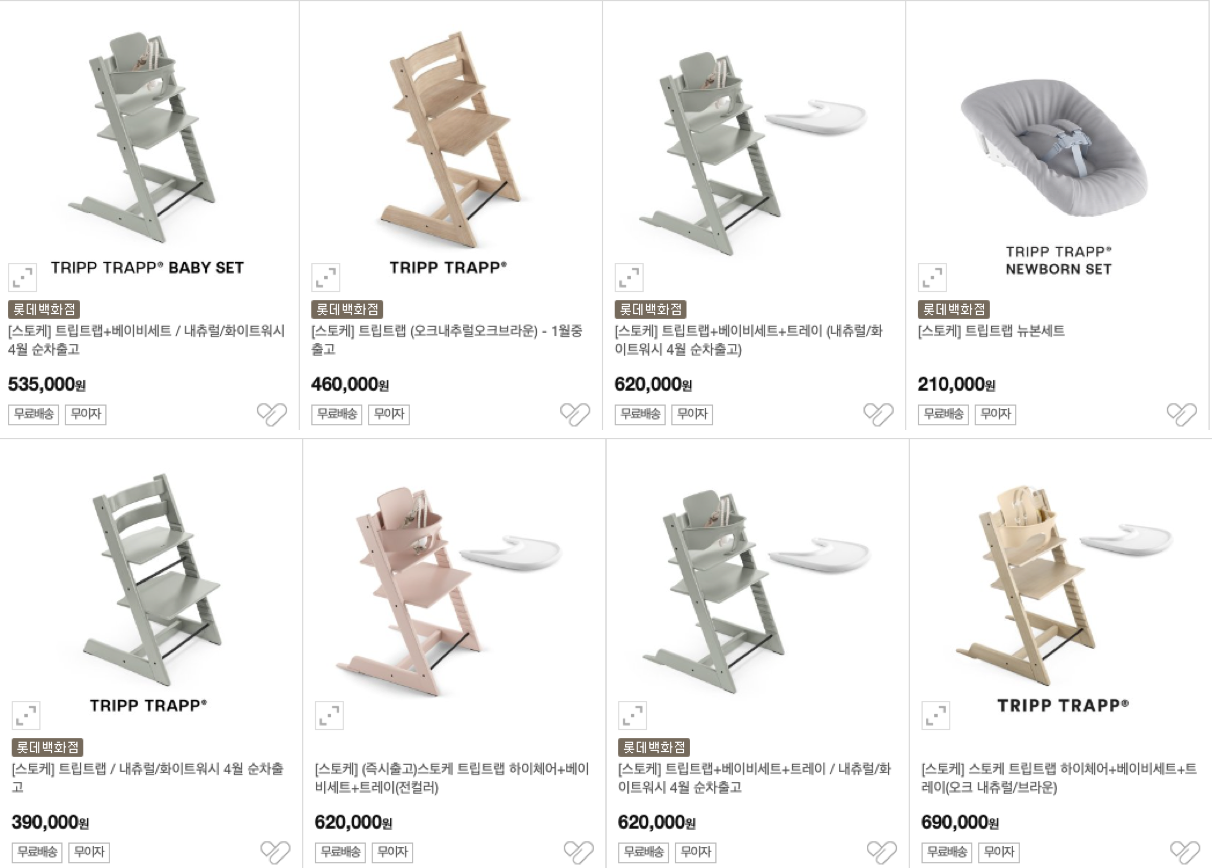 TRIPP TRAPP® BABY SET
롯데백화점
[스토케] 트립트랩+베이비세트 / 내츄럴/화이트워시
4월 순차출고
535,000원
무료배송 무이자
TRIPP TRAPP®
롯데백화점
[스토케] 트립트랩 (오크내추럴오크브라운) - 1월중
출고
460,000원
무료배송 무이자
롯데백화점
[스토케] 트립트랩+베이비세트+트레이 (내츄럴/화
이트워시 4월 순차출고)
620,000원
무료배송 무이자
TRIPP TRAPP®
NEWBORN SET
롯데백화점
[스토케] 트립트랩 뉴본세트
210,000원
무료배송 무이자
TRIPP TRAPP®
롯데백화점
[스토케] 트립트랩 / 내츄럴/화이트워시 4월 순차출
고
390,000원
무료배송 무이자
[스토케] (즉시출고)스토케 트립트랩 하이체어+베이
비세트+트레이(전컬러)
620,000원
무료배송 무이자
롯데백화점
[스토케] 트립트랩+베이비세트+트레이 / 내츄럴/화
이트워시 4월 순차출고
620,000원
무료배송 무이자
TRIPP TRAPP®
[스토케] 스토케 트립트랩 하이체어+베이비세트+트
레이(오크 내츄럴/브라운)
690,000원
무료배송 무이자